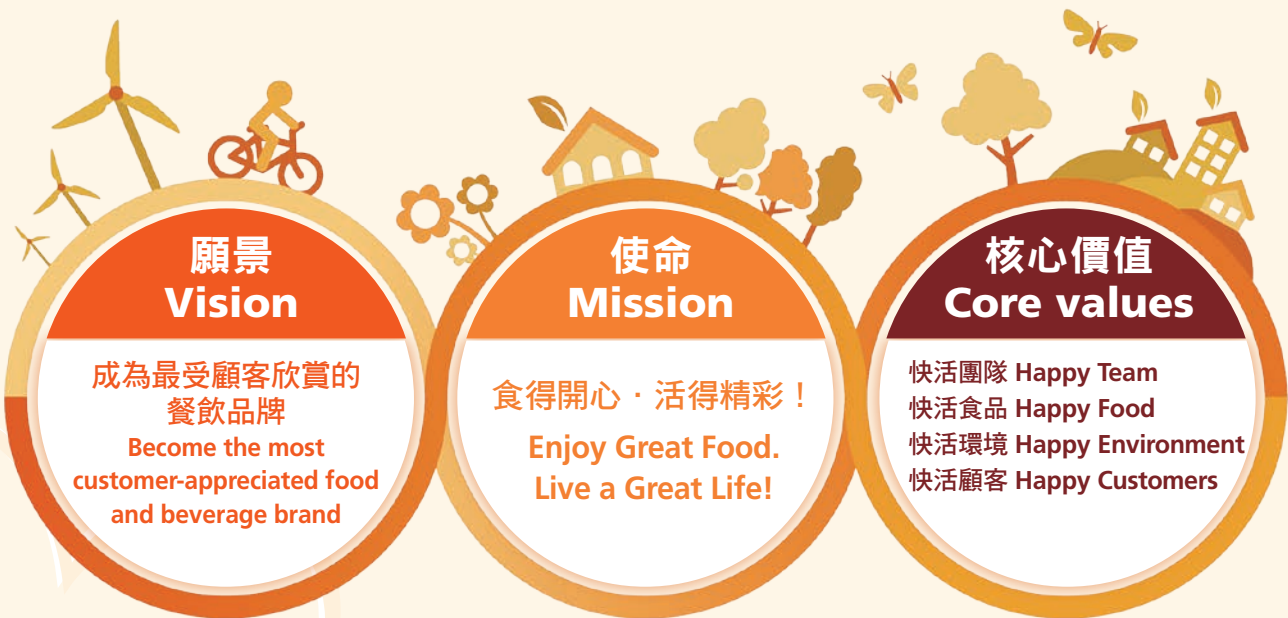 願景
Vision
成為最受顧客欣賞的
餐飲品牌
Become the most
customer-appreciated food
and beverage brand
使命
Mission
食得開心‧活得精彩！
Enjoy Great Food.
Live a Great Life!
核心價值
Core values
快活團隊 Happy Team
快活食品 Happy Food
快活環境 Happy Environment
快活顧客 Happy Customers